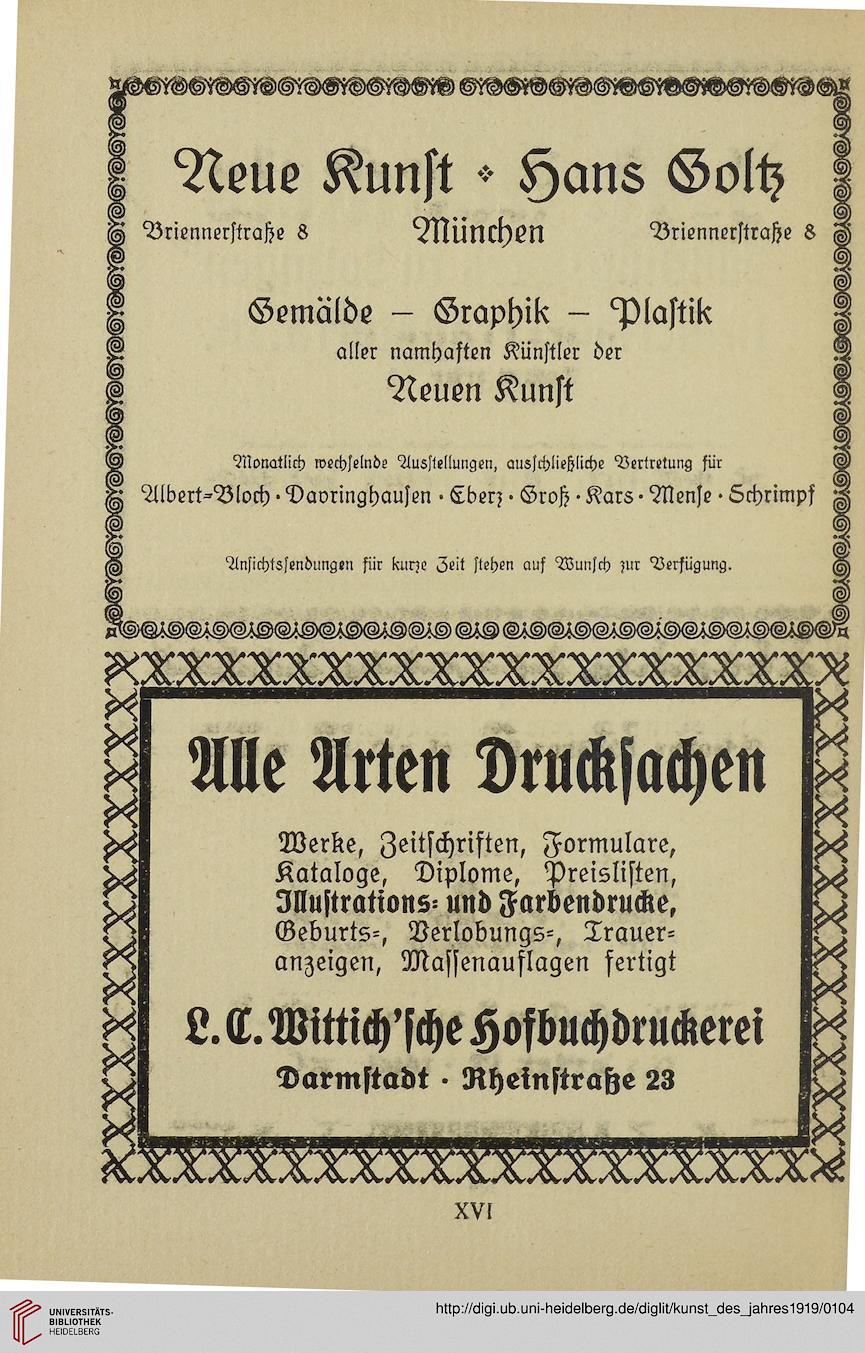 Neue Kunst ❖ Hans Goltz
Briennerstraße 8 München Briennerstraße 8
Gemälde — Graphik — Plastik
aller namhaften Künstler der
Neuen Kunst
Monatlich wechselnde Ausstellungen, ausschließliche Vertretung für
Albert-Bloch · Davringhausen · Eberz · Groß · Kars · Mense · Schrimpf
Ansichtssendungen für kurze Zeit stehen auf Wunsch zur Verfügung.
Alle Arten Drucksachen
Werke, Zeitschriften, Formulare,
Kataloge, Diplome, Preislisten,
Illustrations- und Farbendrucke,
Geburts-, Verlobungs-, Trauer-
anzeigen, Massenauflagen fertigt
L. C. Wittich'sche Hofbuchdruckerei
Darmstadt · Rheinstraße 23
XVI
UNIVERSITÄTS-
BIBLIOTHEK
HEIDELBERG
http://digi.ub.uni-heidelberg.de/diglit/kunst_des_jahres1919/0104